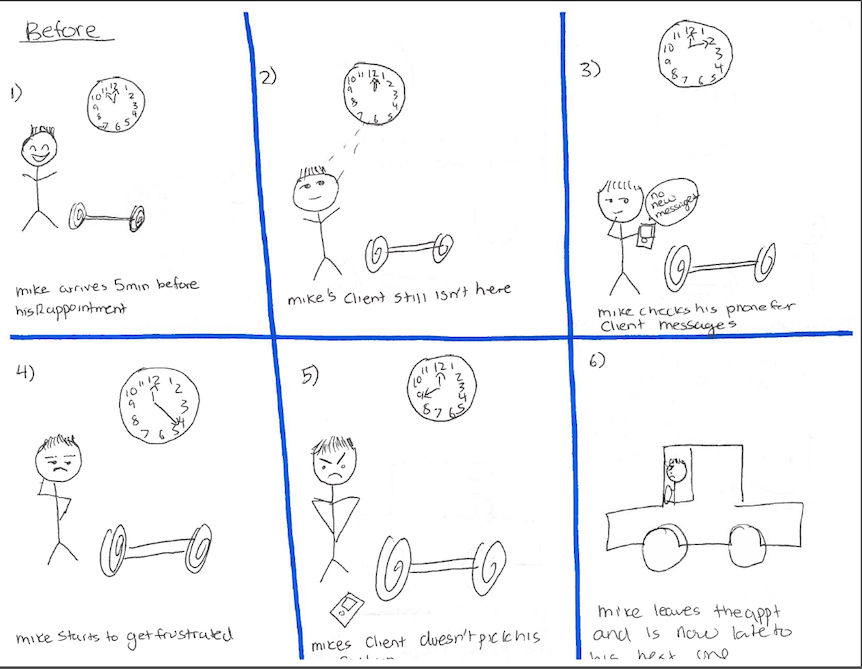 Before
1)
mike arrives 5min before
his 12 appointment
2)
mike's client still isn't here
3)
no
new
messages
mike checks his phone for
client messages
4)
mike starts to get frustrated
5)
mikes client doesn't pick his
6)
mike leaves the appt
and is now late to
his next one